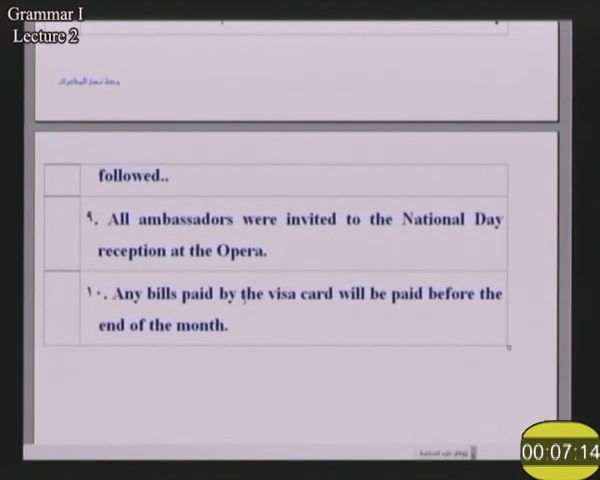 Grammar I
Lecture 2
followed..
٩. All ambassadors were invited to the National Day
reception at the Opera.
١٠. Any bills paid by the visa card will be paid before the
end of the month.
00:07:14